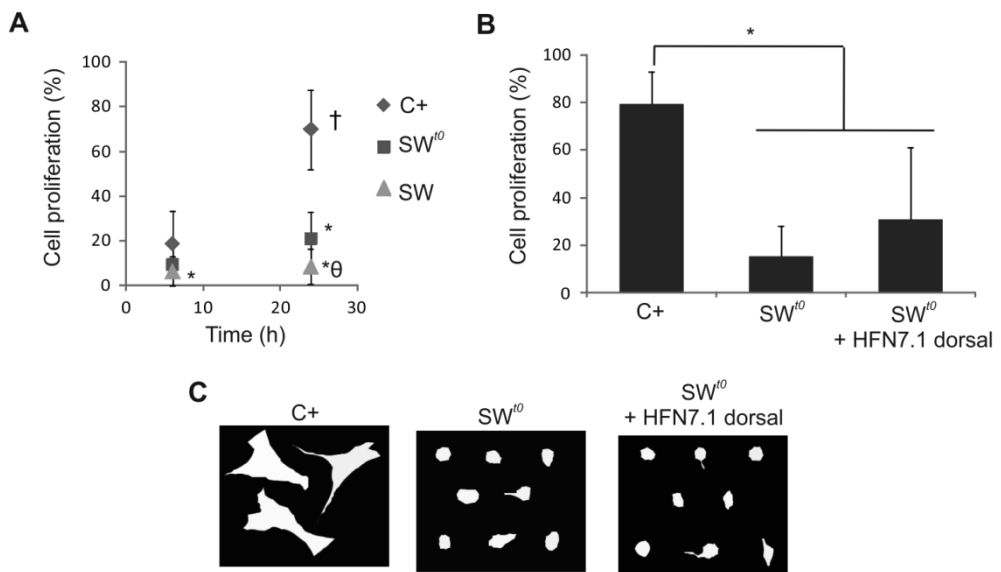 A
Cell proliferation (%)
100
80
60
40
20
0
0
10
20
30
Time (h)
†
*
*
*θ
C+
SWᵗ⁰
SW
B
*
Cell proliferation (%)
100
80
60
40
20
0
C+
SWᵗ⁰
SWᵗ⁰
+ HFN7.1 dorsal
C
C+
SWᵗ⁰
SWᵗ⁰
+ HFN7.1 dorsal